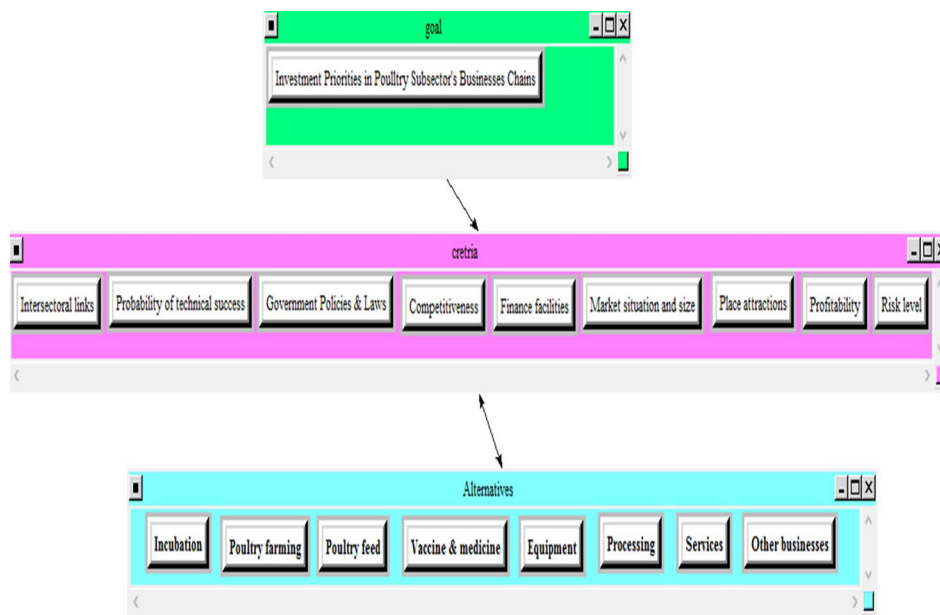 goal
Investment Priorities in Poulltry Subsector's Businesses Chains
cretria
Intersectoral links
Probability of technical success
Government Policies & Laws
Competitiveness
Finance facilities
Market situation and size
Place attractions
Profitability
Risk level
Alternatives
Incubation
Poultry farming
Poultry feed
Vaccine & medicine
Equipment
Processing
Services
Other businesses